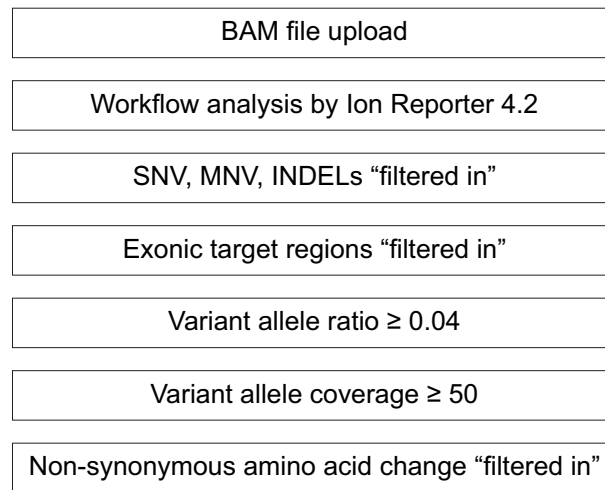 BAM file upload
Workflow analysis by Ion Reporter 4.2
SNV, MNV, INDELs “filtered in”
Exonic target regions “filtered in”
Variant allele ratio ≥ 0.04
Variant allele coverage ≥ 50
Non-synonymous amino acid change “filtered in”